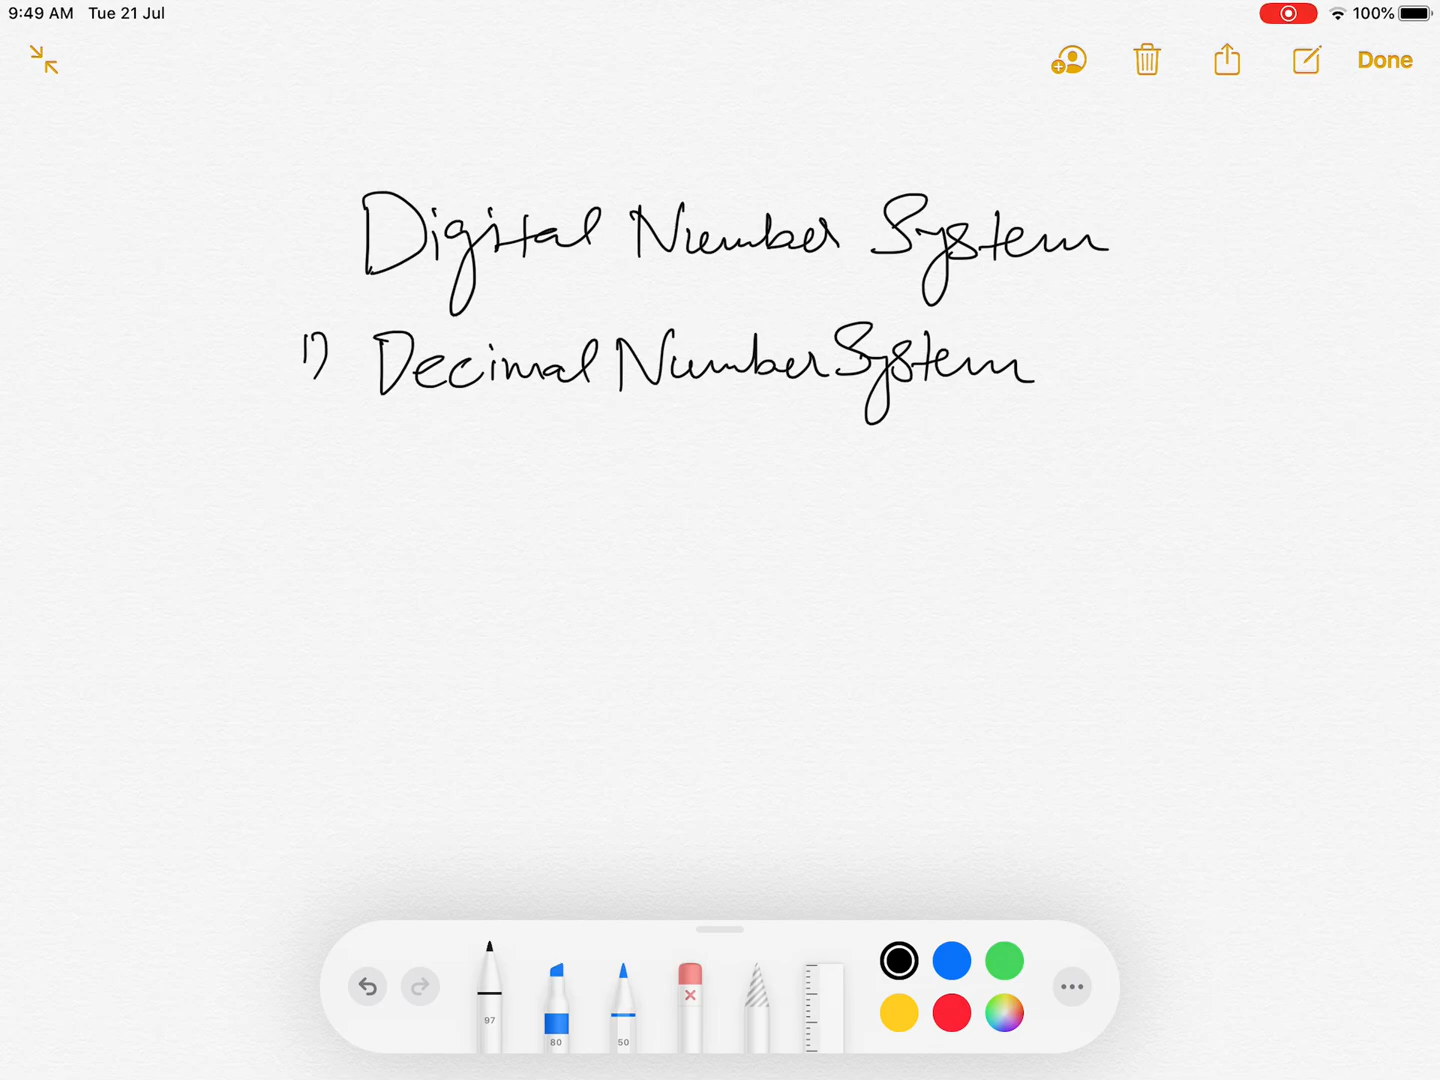 9:49 AM Tue 21 Jul 100%
Done
Digital Number System
1) Decimal Number System
97
80
50